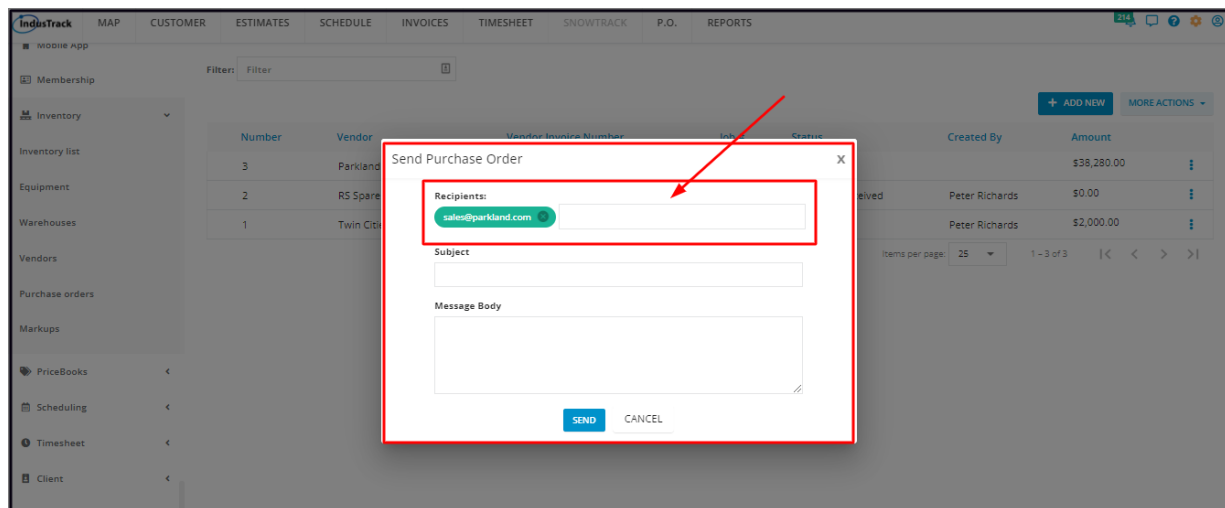 IndusTrack MAP CUSTOMER ESTIMATES SCHEDULE INVOICES TIMESHEET SNOWTRACK P.O. REPORTS 214
Mobile App
Filter: Filter
Membership
+ ADD NEW MORE ACTIONS
Inventory
Number Vendor Vendor Invoice Number Job # Status Created By Amount
Inventory list
Send Purchase Order X
3 Parkland $38,280.00
Equipment
Recipients:
2 RS Spare eived Peter Richards $0.00
sales@parkland.com
Warehouses
1 Twin Citie Peter Richards $2,000.00
Subject
Vendors
Items per page: 25 1 – 3 of 3
Purchase orders
Message Body
Markups
PriceBooks
Scheduling
SEND CANCEL
Timesheet
Client